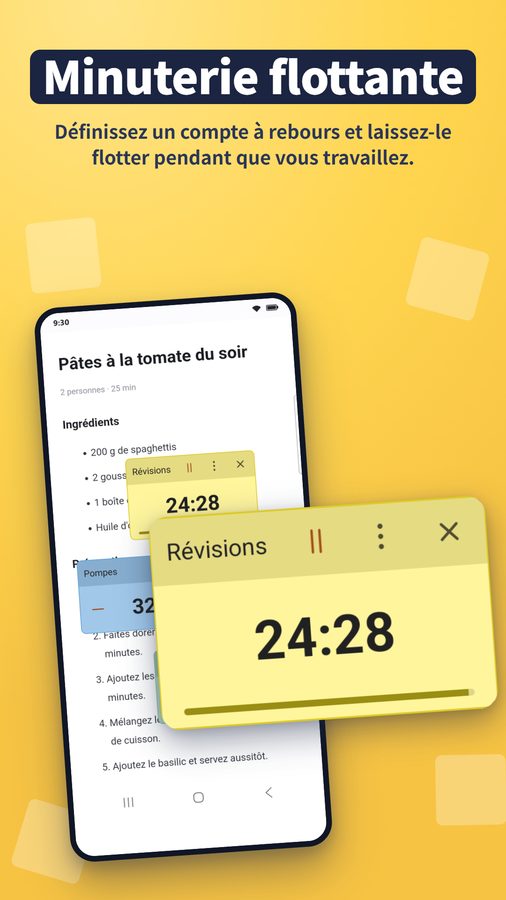 Minuterie flottante
Définissez un compte à rebours et laissez-le
flotter pendant que vous travaillez.
9:30
Pâtes à la tomate du soir
2 personnes · 25 min
Ingrédients
• 200 g de spaghettis
• 2
• 1 boîte
• Huile
Révisions
24:28
Pompes
32
Révisions
24:28
2. Faites dorer
minutes.
3. Ajoutez les
minutes.
4. Mélangez
de cuisson.
5. Ajoutez le basilic et servez aussitôt.